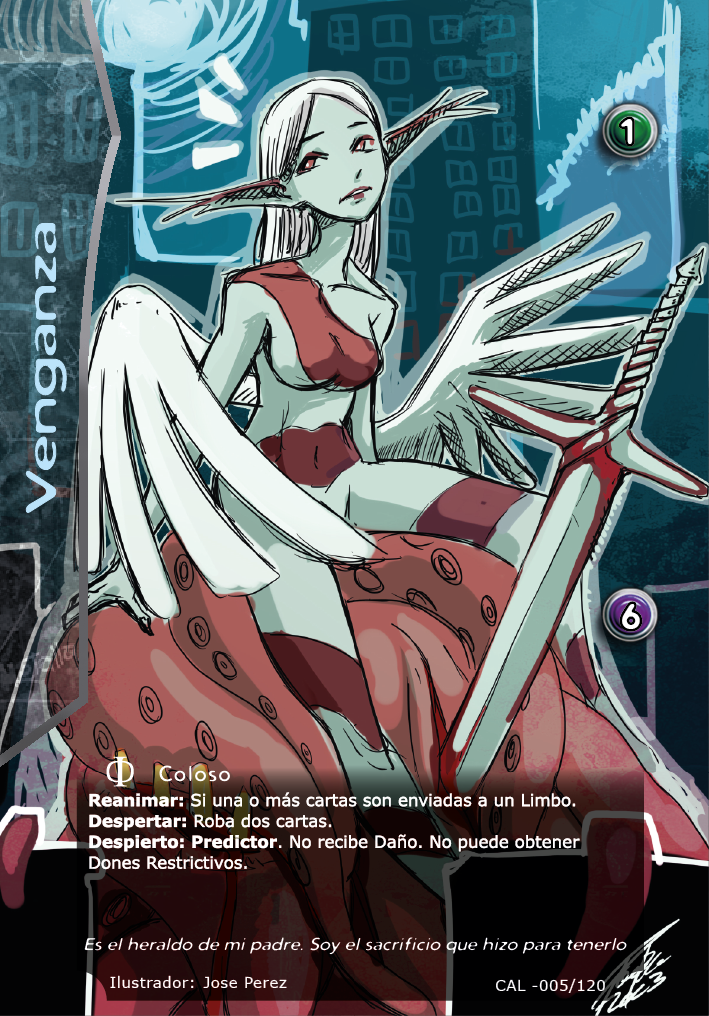 Venganza
1
6
Φ Coloso
Reanimar: Si una o más cartas son enviadas a un Limbo.
Despertar: Roba dos cartas.
Despierto: Predictor. No recibe Daño. No puede obtener
Dones Restrictivos.
Es el heraldo de mi padre. Soy el sacrificio que hizo para tenerlo
Ilustrador: Jose Perez
CAL -005/120